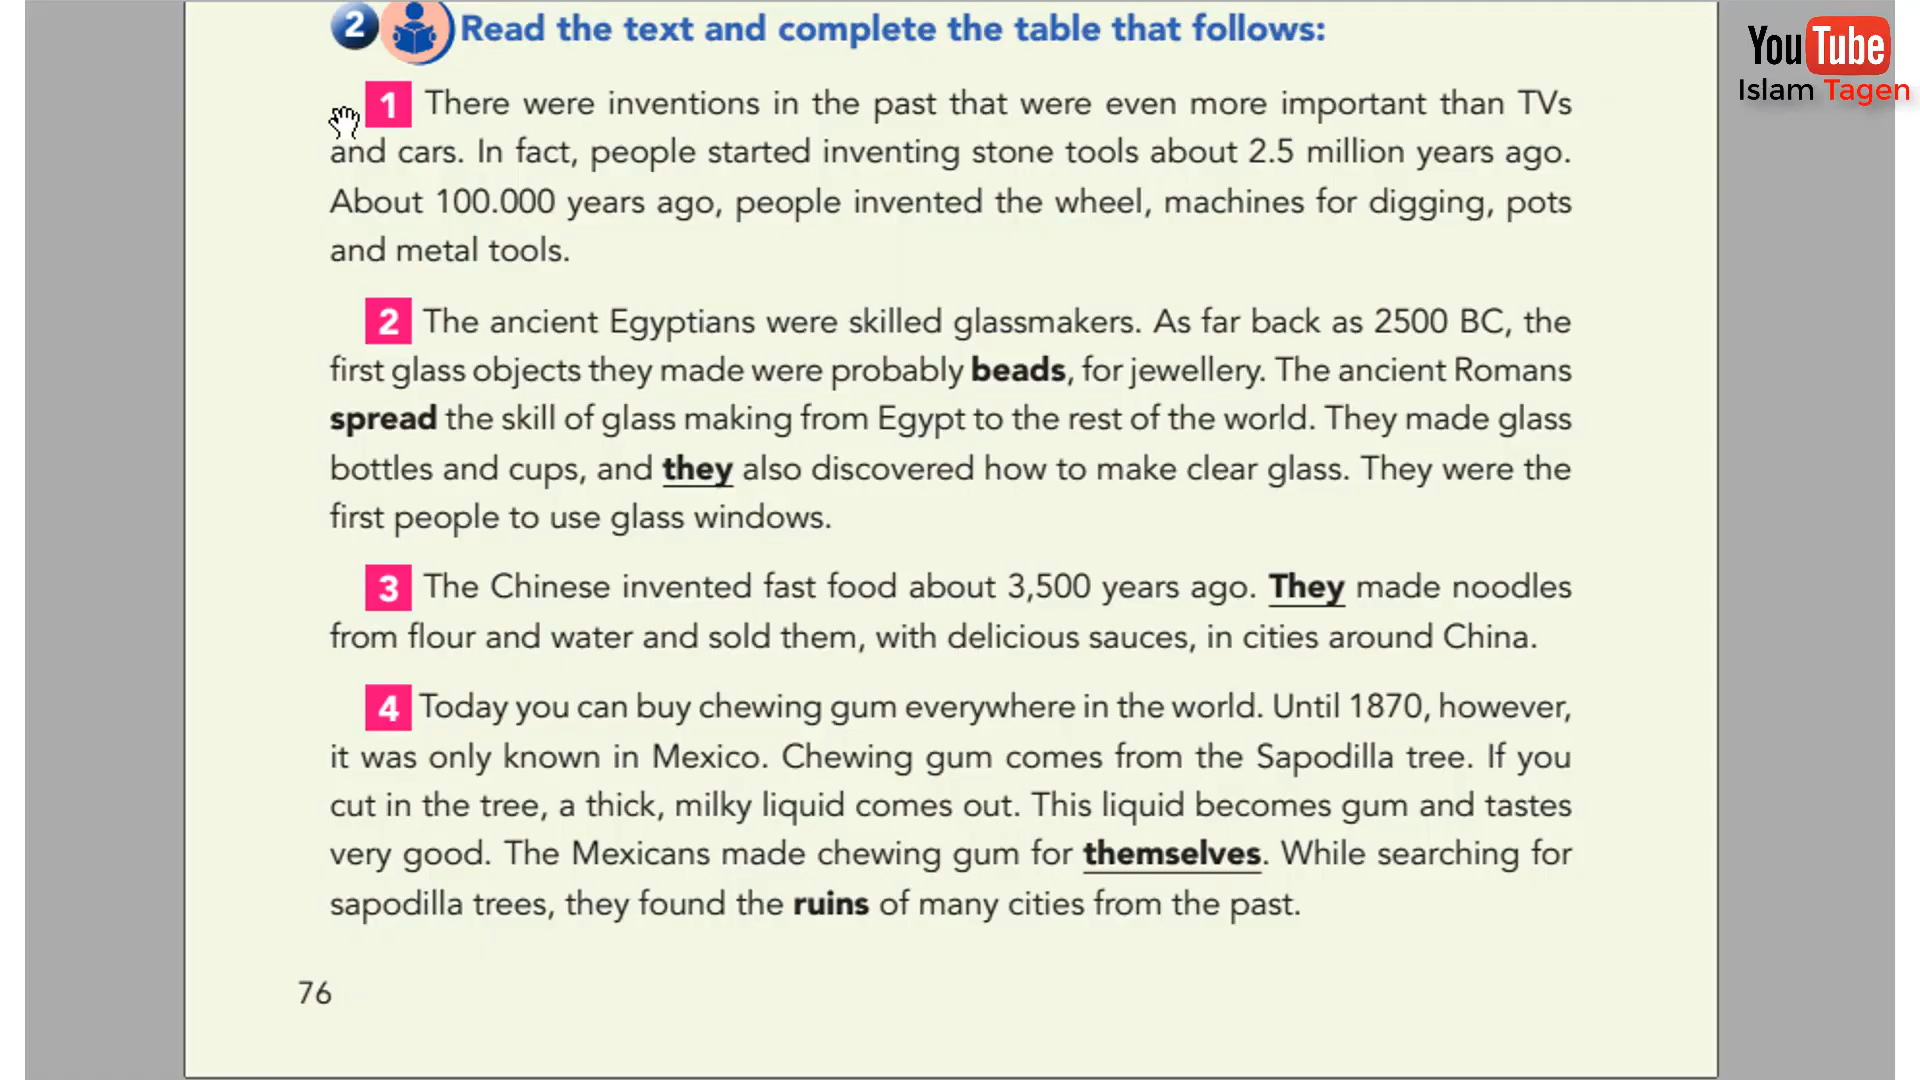 2 Read the text and complete the table that follows:
YouTube
Islam Tagen
1 There were inventions in the past that were even more important than TVs
and cars. In fact, people started inventing stone tools about 2.5 million years ago.
About 100.000 years ago, people invented the wheel, machines for digging, pots
and metal tools.
2 The ancient Egyptians were skilled glassmakers. As far back as 2500 BC, the
first glass objects they made were probably beads, for jewellery. The ancient Romans
spread the skill of glass making from Egypt to the rest of the world. They made glass
bottles and cups, and they also discovered how to make clear glass. They were the
first people to use glass windows.
3 The Chinese invented fast food about 3,500 years ago. They made noodles
from flour and water and sold them, with delicious sauces, in cities around China.
4 Today you can buy chewing gum everywhere in the world. Until 1870, however,
it was only known in Mexico. Chewing gum comes from the Sapodilla tree. If you
cut in the tree, a thick, milky liquid comes out. This liquid becomes gum and tastes
very good. The Mexicans made chewing gum for themselves. While searching for
sapodilla trees, they found the ruins of many cities from the past.
76